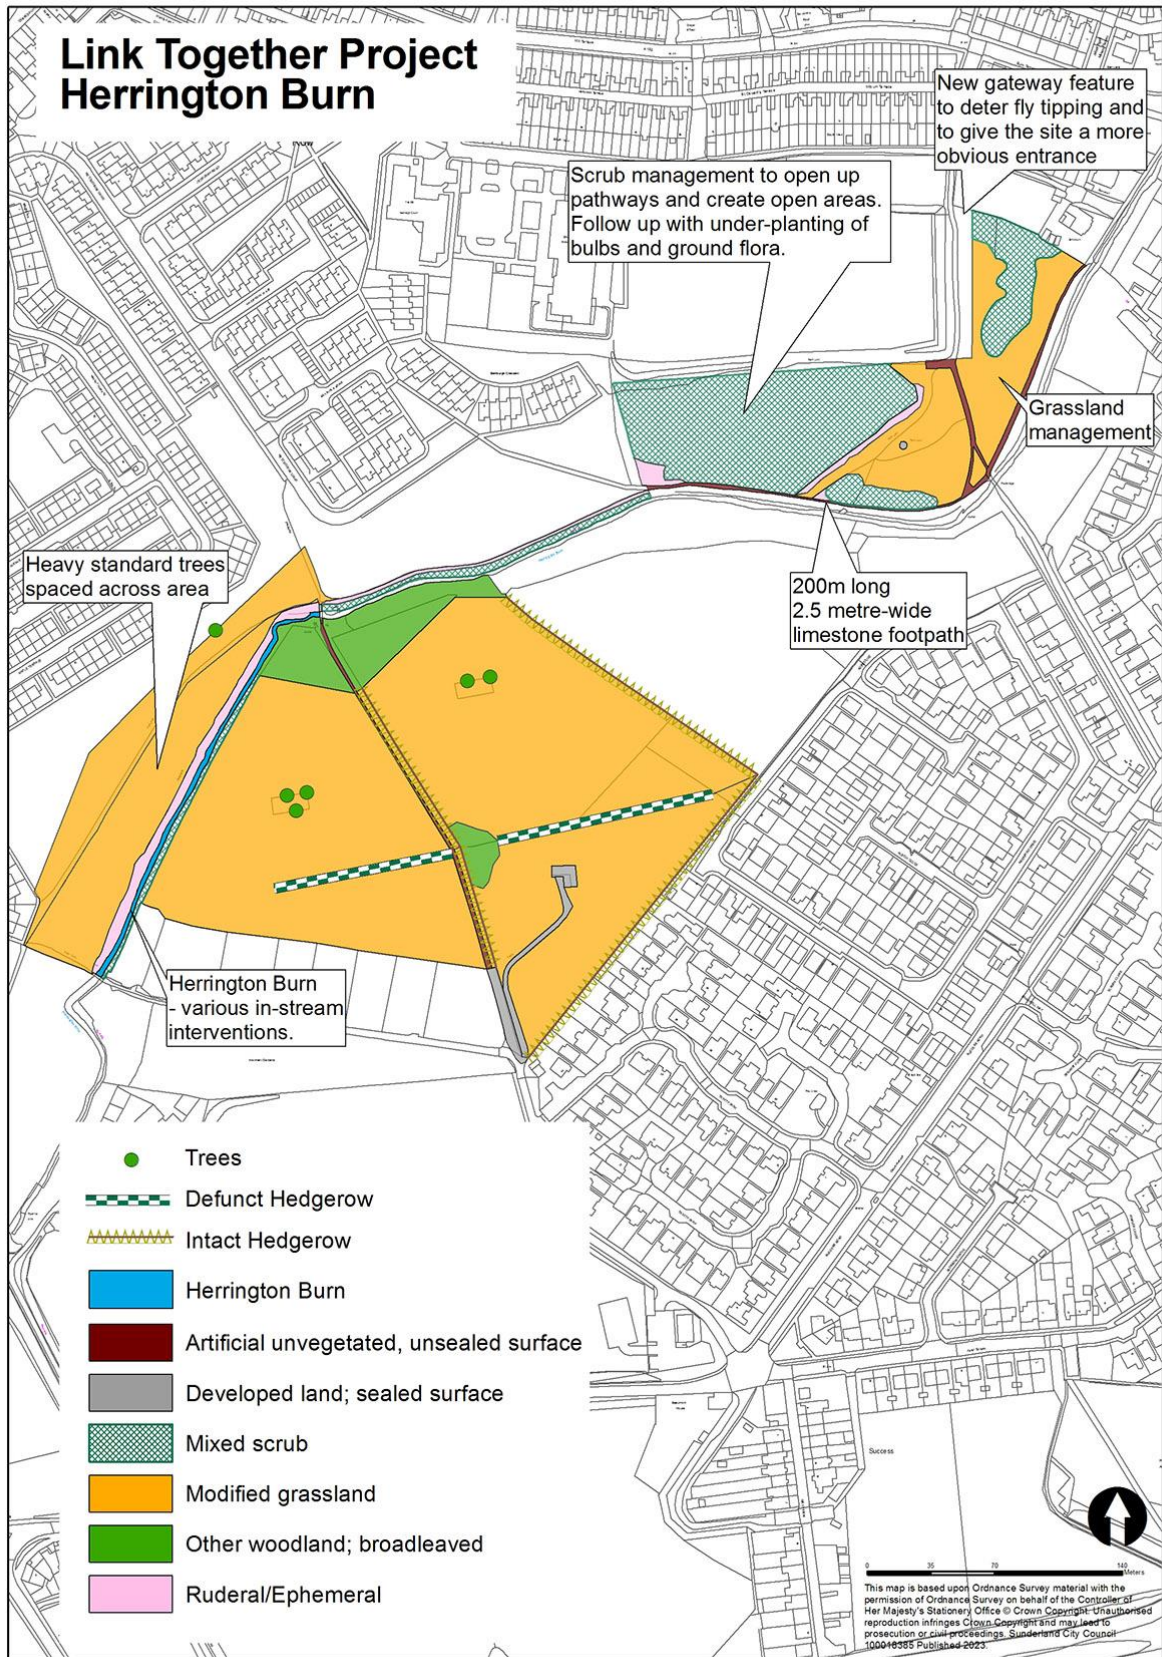 Link Together Project
Herrington Burn
New gateway feature
to deter fly tipping and
to give the site a more
obvious entrance
Scrub management to open up
pathways and create open areas.
Follow up with under-planting of
bulbs and ground flora.
Grassland
management
Heavy standard trees
spaced across area
200m long
2.5 metre-wide
limestone footpath
Herrington Burn
- various in-stream
interventions.
Trees
Defunct Hedgerow
Intact Hedgerow
Herrington Burn
Artificial unvegetated, unsealed surface
Developed land; sealed surface
Mixed scrub
Modified grassland
Other woodland; broadleaved
Ruderal/Ephemeral
Success
0 35 70 140
Meters
This map is based upon Ordnance Survey material with the
permission of Ordnance Survey on behalf of the Controller of
Her Majesty's Stationery Office © Crown Copyright. Unauthorised
reproduction infringes Crown Copyright and may lead to
prosecution or civil proceedings. Sunderland City Council
100018385 Published 2023.